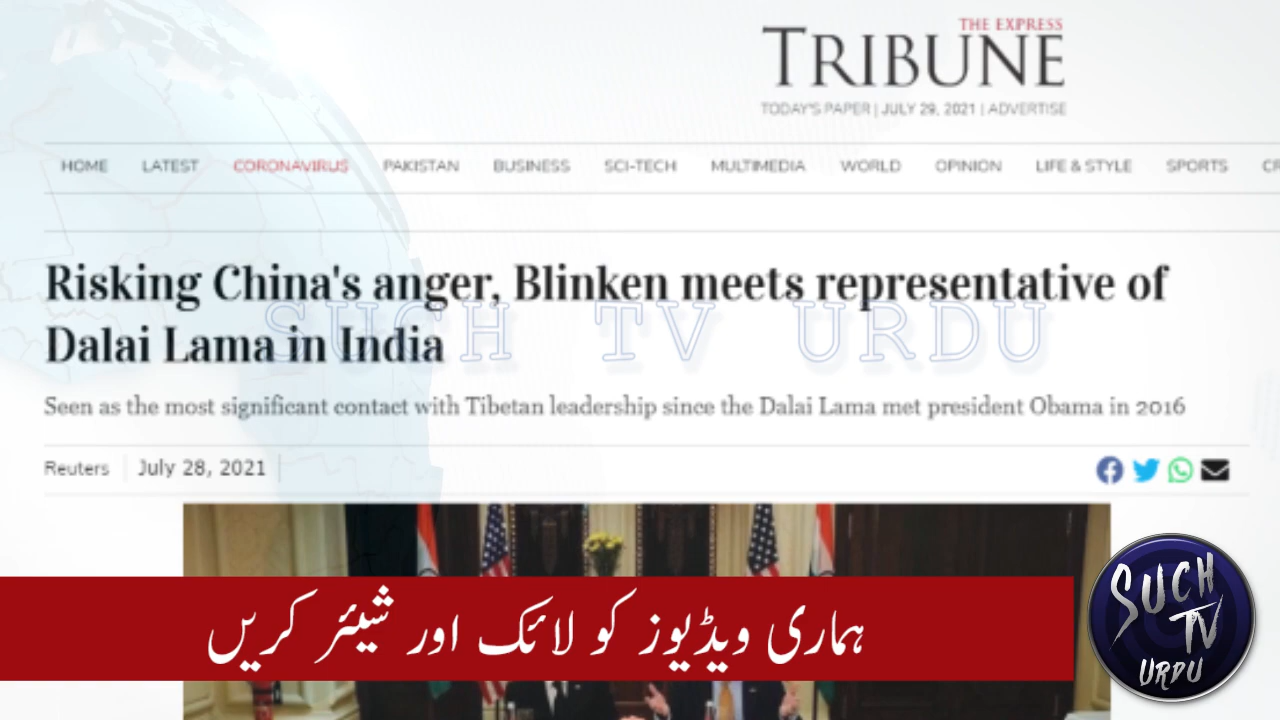 THE EXPRESS
TRIBUNE
TODAY'S PAPER | JULY 29, 2021 | ADVERTISE
HOME LATEST CORONAVIRUS PAKISTAN BUSINESS SCI-TECH MULTIMEDIA WORLD OPINION LIFE & STYLE SPORTS
Risking China's anger, Blinken meets representative of
Dalai Lama in India
SUCH TV URDU
Seen as the most significant contact with Tibetan leadership since the Dalai Lama met president Obama in 2016
Reuters July 28, 2021
ہماری ویڈیوز کو لائک اور شیئر کریں
SUCH
TV
URDU